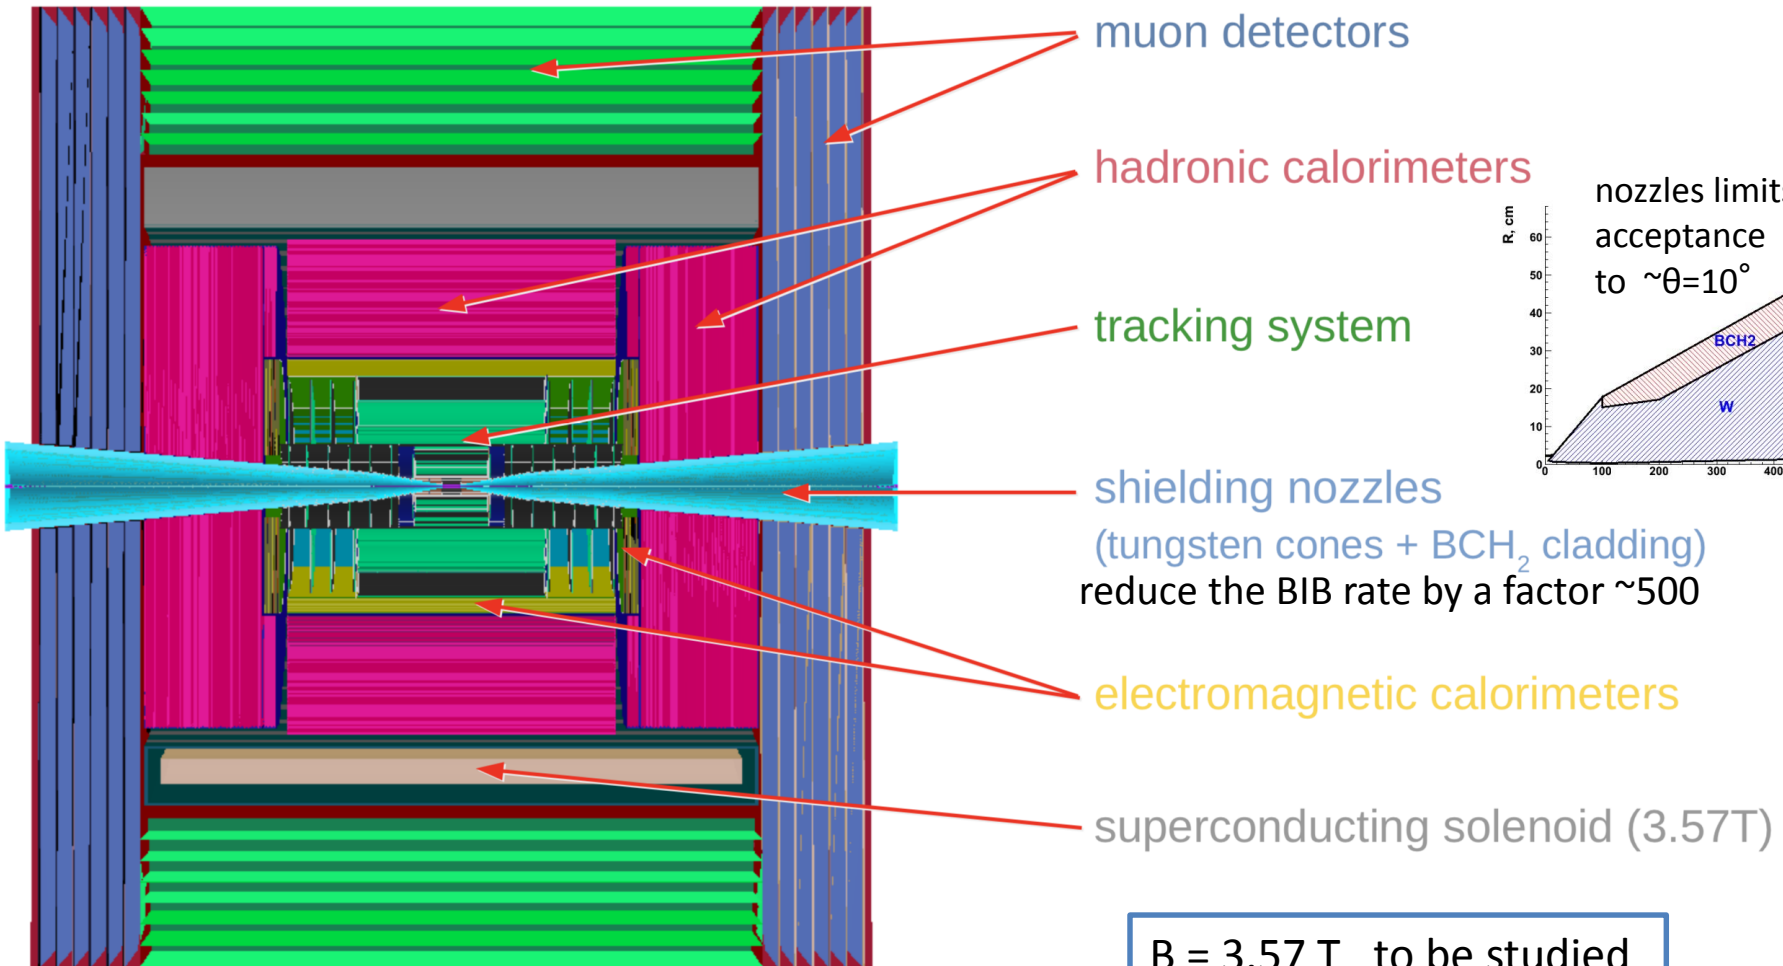 muon detectors
hadronic calorimeters
nozzles limits
acceptance
to ~θ=10°
R, cm
60
50
40
30
20
10
0
BCH2
W
0 100 200 300 400
tracking system
shielding nozzles
(tungsten cones + BCH₂ cladding)
reduce the BIB rate by a factor ~500
electromagnetic calorimeters
superconducting solenoid (3.57T)
B = 3.57 T to be studied